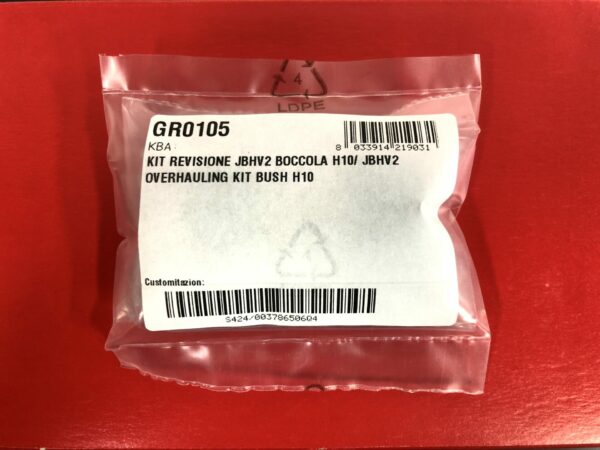 4
LDPE
GR0105
KBA:
8 033914 219031
KIT REVISIONE JBHV2 BOCCOLA H10/ JBHV2
OVERHAULING KIT BUSH H10
Customitazion:
S424/00378650604